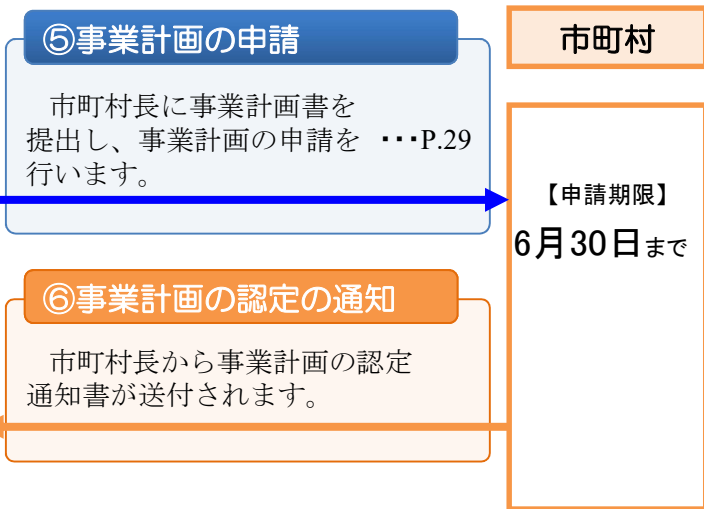 ⑤事業計画の申請
市町村長に事業計画書を
提出し、事業計画の申請を ・・・P.29
行います。
⑥事業計画の認定の通知
市町村長から事業計画の認定
通知書が送付されます。
市町村
【申請期限】
6月30日まで